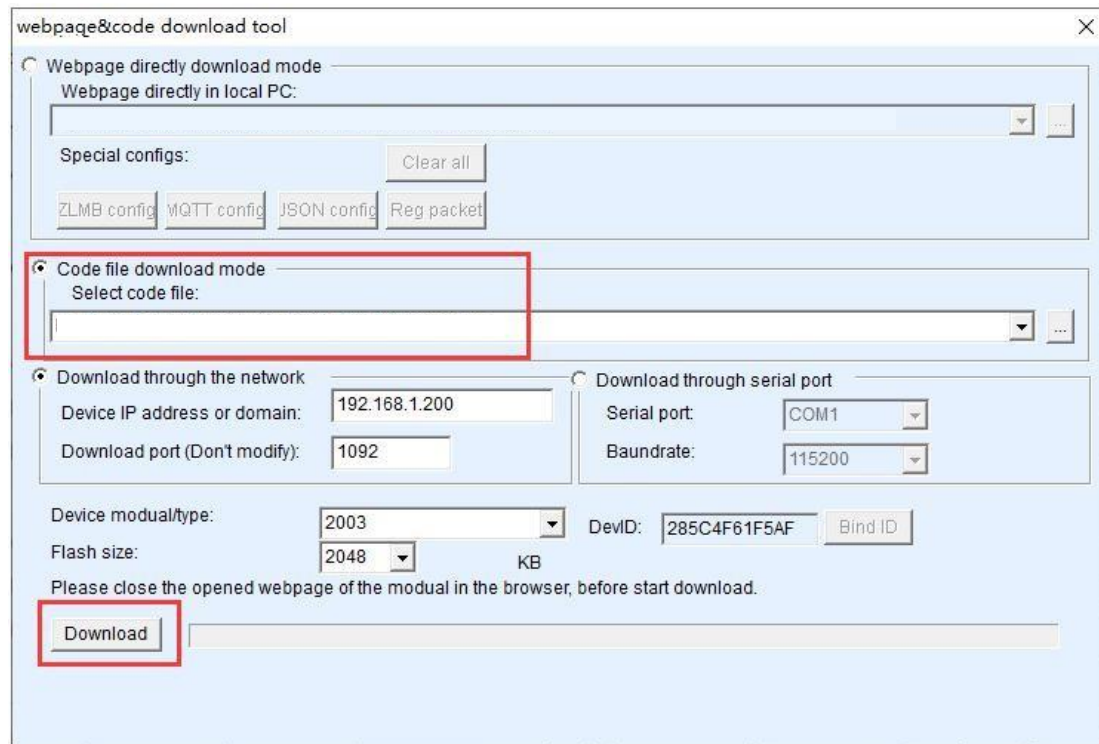 webpage&code download tool
Webpage directly download mode
Webpage directly in local PC:
...
Special configs:
Clear all
ZLMB config
MQTT config
JSON config
Reg packet
Code file download mode
Select code file:
...
Download through the network
Device IP address or domain:
192.168.1.200
Download port (Don't modify):
1092
Download through serial port
Serial port:
COM1
Baundrate:
115200
Device modual/type:
2003
DevID:
285C4F61F5AF
Bind ID
Flash size:
2048
KB
Please close the opened webpage of the modual in the browser, before start download.
Download